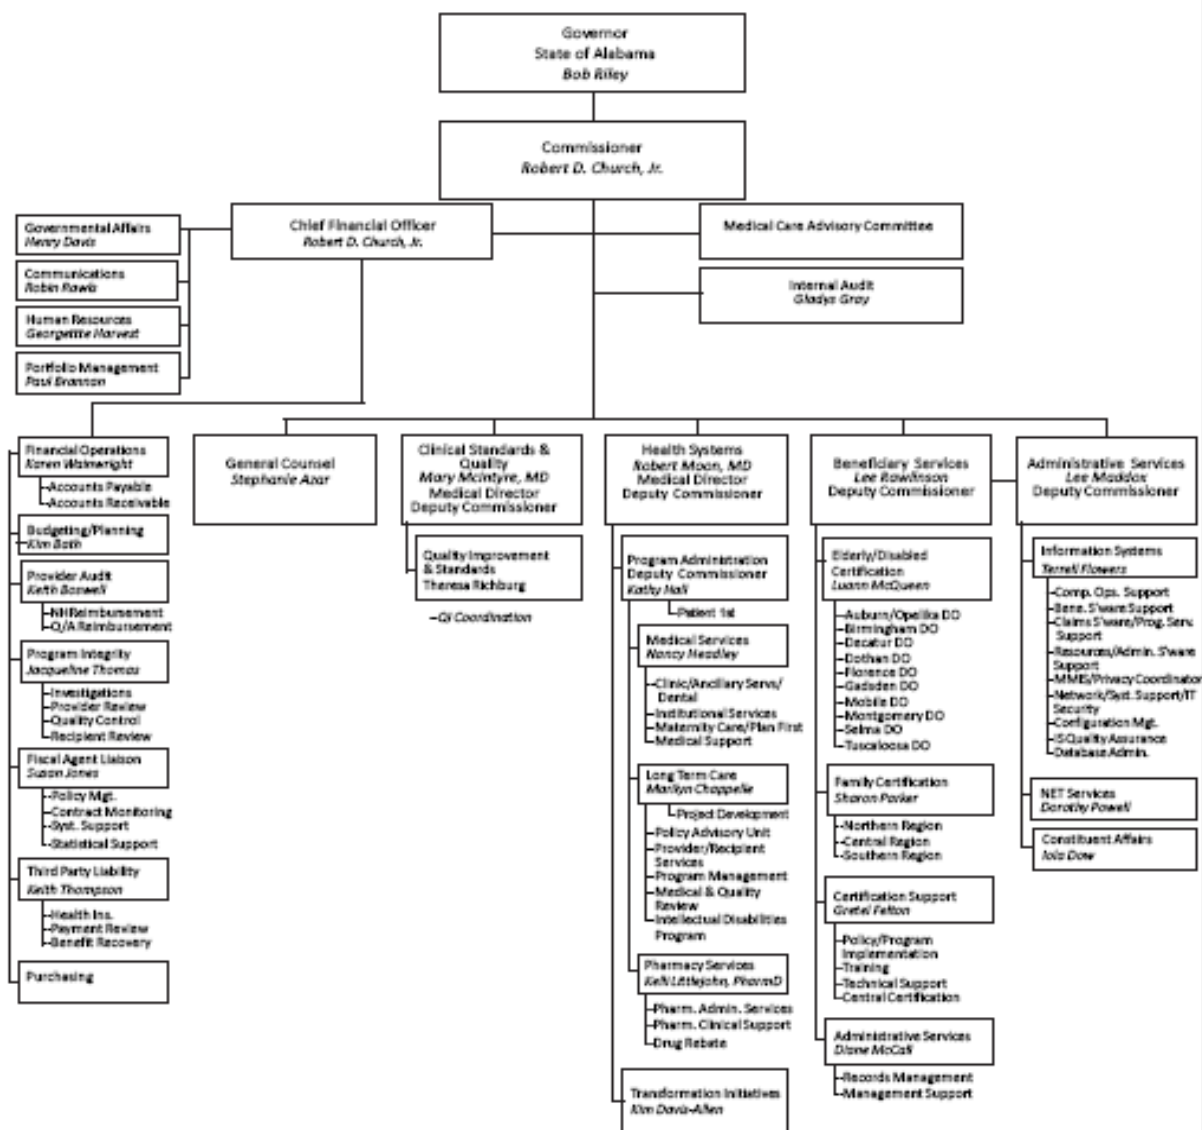 Governor
State of Alabama
Bob Riley
Commissioner
Robert D. Church, Jr.
Chief Financial Officer
Robert D. Church, Jr.
Medical Care Advisory Committee
Internal Audit
Gladys Gray
Governmental Affairs
Henry Davis
Communications
Robin Rawls
Human Resources
Georgettte Harvest
Portfolio Management
Paul Brannan
Financial Operations
Karen Wainwright
Accounts Payable
Accounts Receivable
Budgeting/Planning
Kim Bath
Provider Audit
Keith Boswell
NH Reimbursement
Q/A Reimbursement
Program Integrity
Jacqueline Thomas
Investigations
Provider Review
Quality Control
Recipient Review
Fiscal Agent Liaison
Susan Jones
Policy Mgt.
Contract Monitoring
Syst. Support
Statistical Support
Third Party Liability
Keith Thompson
Health Ins.
Payment Review
Benefit Recovery
Purchasing
General Counsel
Stephanie Azar
Clinical Standards &
Quality
Mary McIntyre, MD
Medical Director
Deputy Commissioner
Quality Improvement
& Standards
Theresa Richburg
QI Coordination
Health Systems
Robert Moon, MD
Medical Director
Deputy Commissioner
Program Administration
Deputy Commissioner
Kathy Hall
Patient 1st
Medical Services
Nancy Headley
Clinic/Ancillary Servs/
Dental
Institutional Services
Maternity Care/Plan First
Medical Support
Long Term Care
Marilyn Chappelle
Project Development
Policy Advisory Unit
Provider/Recipient
Services
Program Management
Medical & Quality
Review
Intellectual Disabilities
Program
Pharmacy Services
Kelli Littlejohn, PharmD
Pharm. Admin. Services
Pharm. Clinical Support
Drug Rebate
Transformation Initiatives
Kim Davis-Allen
Beneficiary Services
Lee Rawlinson
Deputy Commissioner
Elderly/Disabled
Certification
Luann McQueen
Auburn/Opelika DO
Birmingham DO
Decatur DO
Dothan DO
Florence DO
Gadsden DO
Mobile DO
Montgomery DO
Selma DO
Tuscaloosa DO
Family Certification
Sharon Parker
Northern Region
Central Region
Southern Region
Certification Support
Gretel Felton
Policy/Program
Implementation
Training
Technical Support
Central Certification
Administrative Services
Diane McCall
Records Management
Management Support
Administrative Services
Lee Maddox
Deputy Commissioner
Information Systems
Terrell Flowers
Comp. Ops. Support
Bene. S'ware Support
Claims S'ware/Prog. Serv.
Support
Resources/Admin. S'ware
Support
MMIS/Privacy Coordinator
Network/Syst. Support/IT
Security
Configuration Mgt.
IS Quality Assurance
Database Admin.
NET Services
Dorothy Powell
Constituent Affairs
Iola Dow